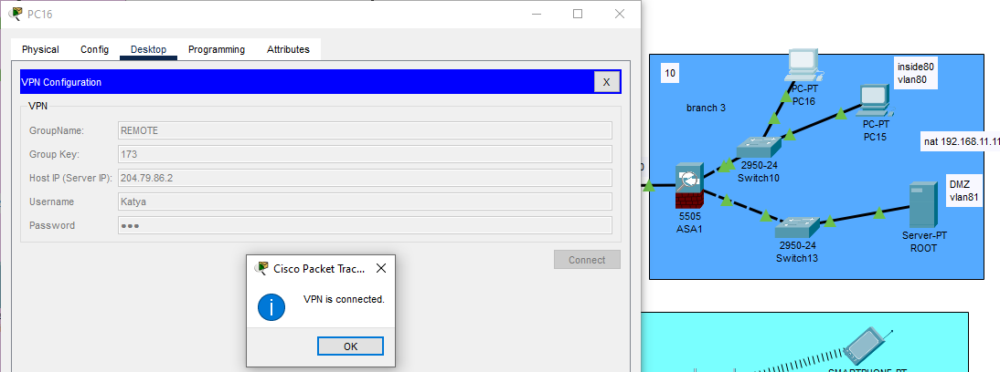 PC16
Physical Config Desktop Programming Attributes
VPN Configuration X
VPN
GroupName: REMOTE
Group Key: 173
Host IP (Server IP): 204.79.86.2
Username Katya
Password ●●●
Connect
Cisco Packet Trac...
VPN is connected.
OK
10
branch 3
PC-PT
PC16
inside80
vlan80
PC-PT
PC15
nat 192.168.11.11
2950-24
Switch10
0
5505
ASA1
DMZ
vlan81
2950-24
Switch13
Server-PT
ROOT
SMARTPHONE-PT